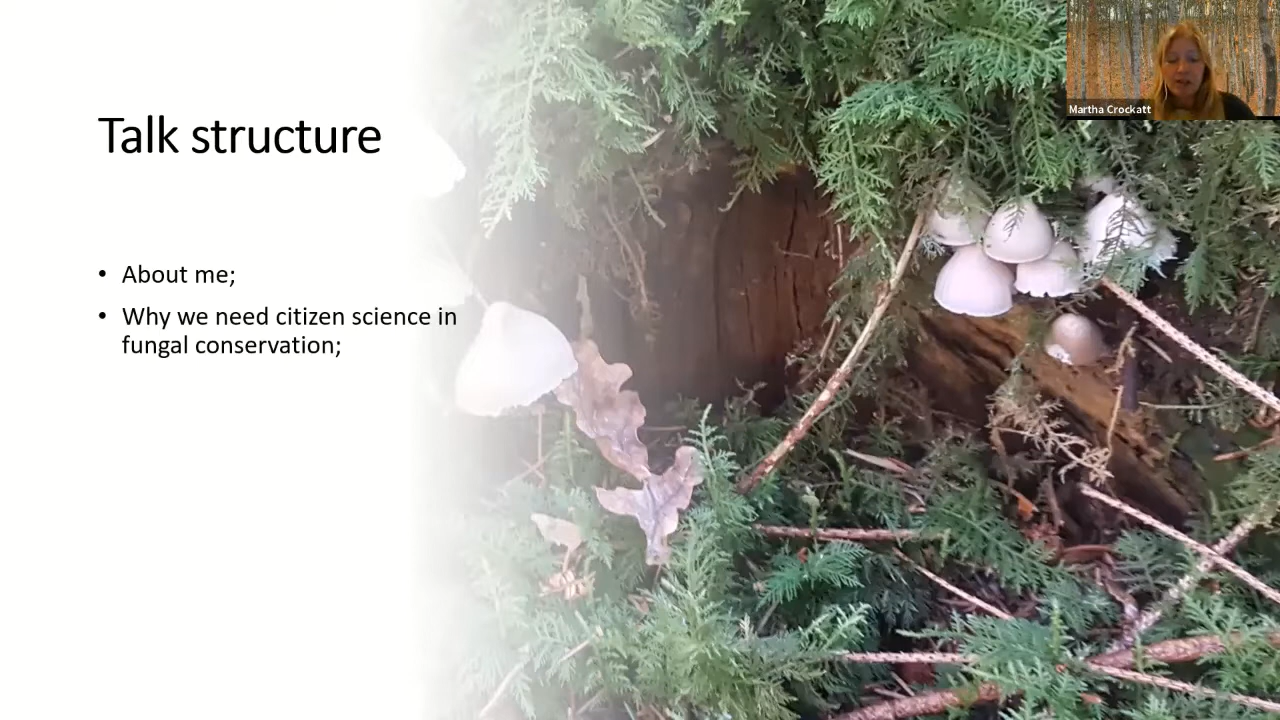 Talk structure
• About me;
• Why we need citizen science in
fungal conservation;
Martha Crockatt